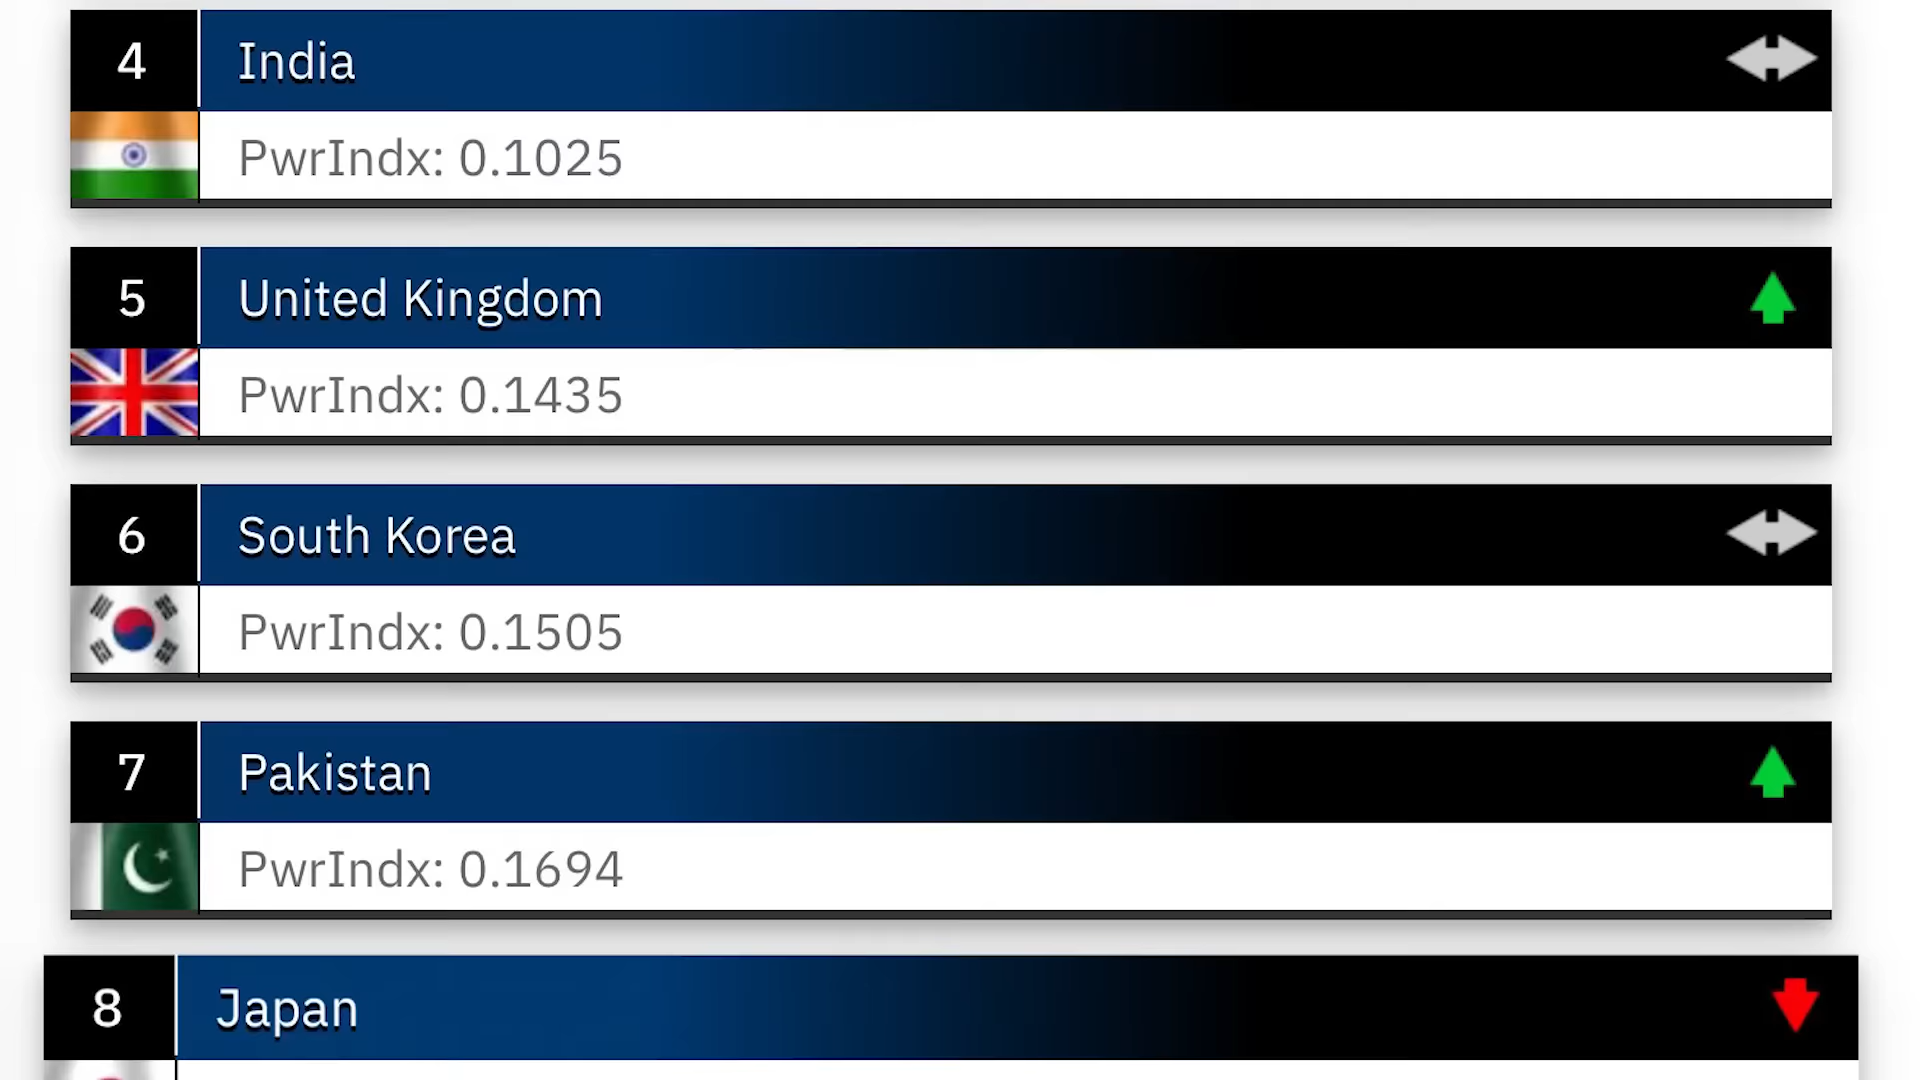 4
India
PwrIndx: 0.1025
5
United Kingdom
PwrIndx: 0.1435
6
South Korea
PwrIndx: 0.1505
7
Pakistan
PwrIndx: 0.1694
8
Japan